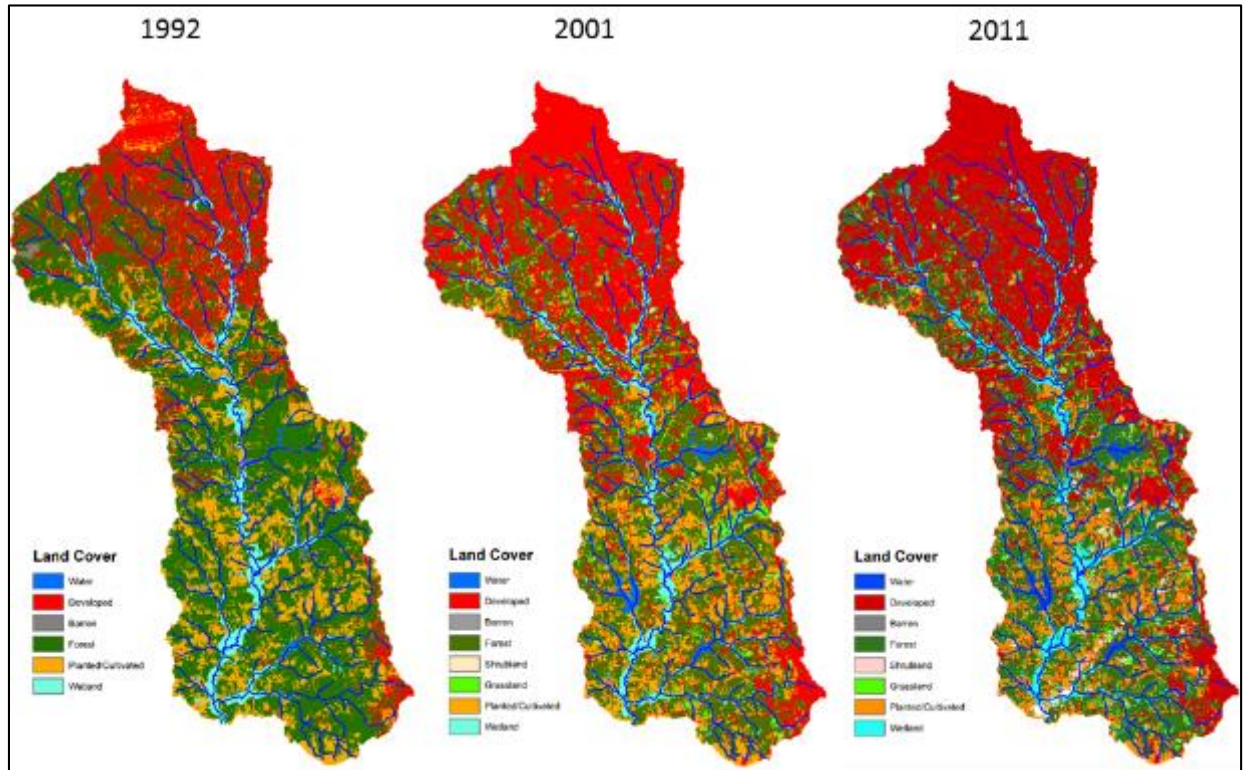 1992
2001
2011
Land Cover
Water
Developed
Barren
Forest
Planted/Cultivated
Wetland
Land Cover
Water
Developed
Barren
Forest
Shrubland
Grassland
Planted/Cultivated
Wetland
Land Cover
Water
Developed
Barren
Forest
Shrubland
Grassland
Planted/Cultivated
Wetland